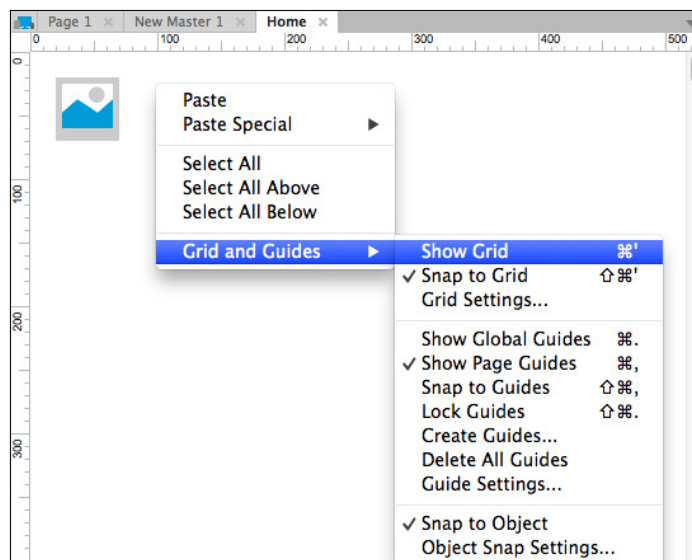 Page 1 × New Master 1 × Home ×
0 100 200 300 400 500
0
100
200
300
Paste
Paste Special ▶
Select All
Select All Above
Select All Below
Grid and Guides ▶
Show Grid ⌘'
✓ Snap to Grid ⇧⌘'
Grid Settings...
Show Global Guides ⌘.
✓ Show Page Guides ⌘,
Snap to Guides ⇧⌘,
Lock Guides ⇧⌘.
Create Guides...
Delete All Guides
Guide Settings...
✓ Snap to Object
Object Snap Settings...